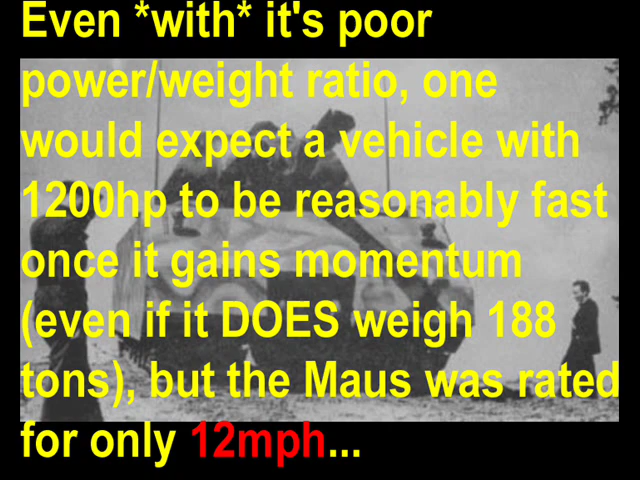 Even *with* it's poor
power/weight ratio, one
would expect a vehicle with
1200hp to be reasonably fast
once it gains momentum
(even if it DOES weigh 188
tons), but the Maus was rated
for only 12mph...